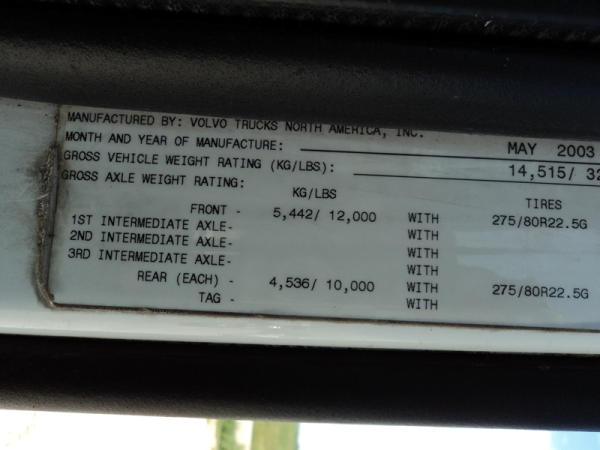 MANUFACTURED BY: VOLVO TRUCKS NORTH AMERICA, INC.
MONTH AND YEAR OF MANUFACTURE: MAY 2003
GROSS VEHICLE WEIGHT RATING (KG/LBS): 14,515/ 32
GROSS AXLE WEIGHT RATING:
KG/LBS TIRES
FRONT - 5,442/ 12,000 WITH 275/80R22.5G
1ST INTERMEDIATE AXLE- WITH
2ND INTERMEDIATE AXLE- WITH
3RD INTERMEDIATE AXLE- WITH
REAR (EACH) - 4,536/ 10,000 WITH 275/80R22.5G
TAG - WITH